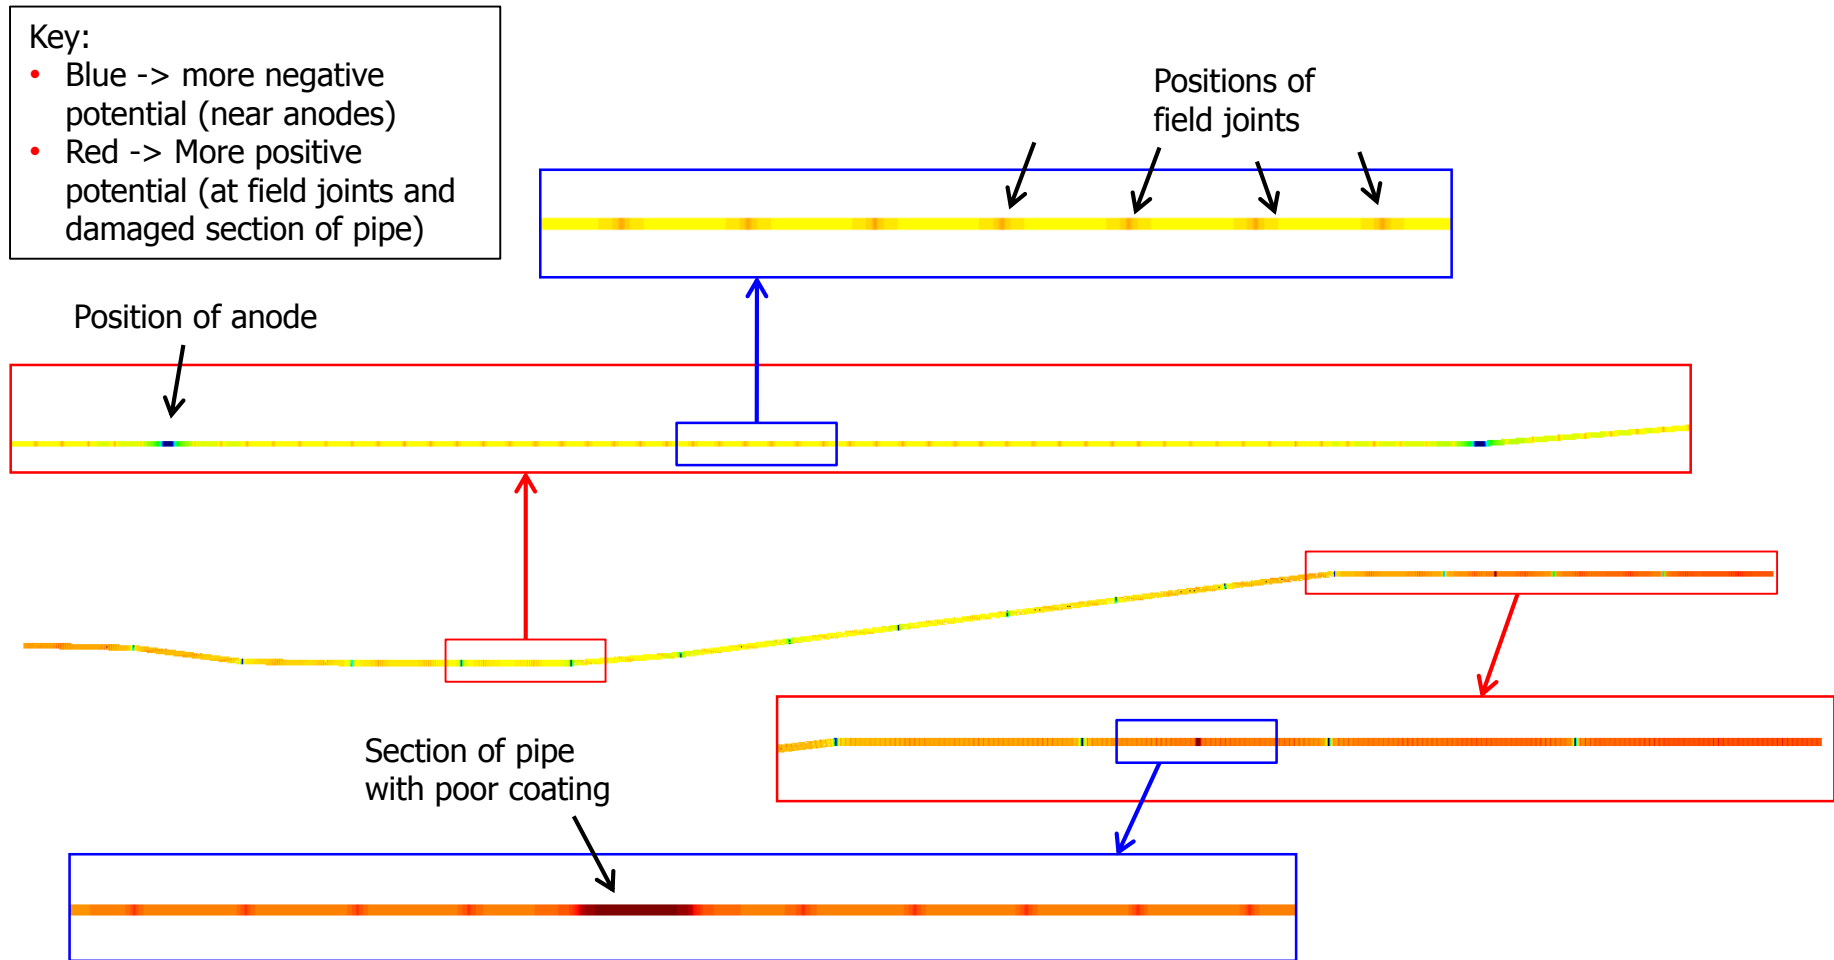 Key:
• Blue -> more negative
potential (near anodes)
• Red -> More positive
potential (at field joints and
damaged section of pipe)
Positions of
field joints
Position of anode
Section of pipe
with poor coating